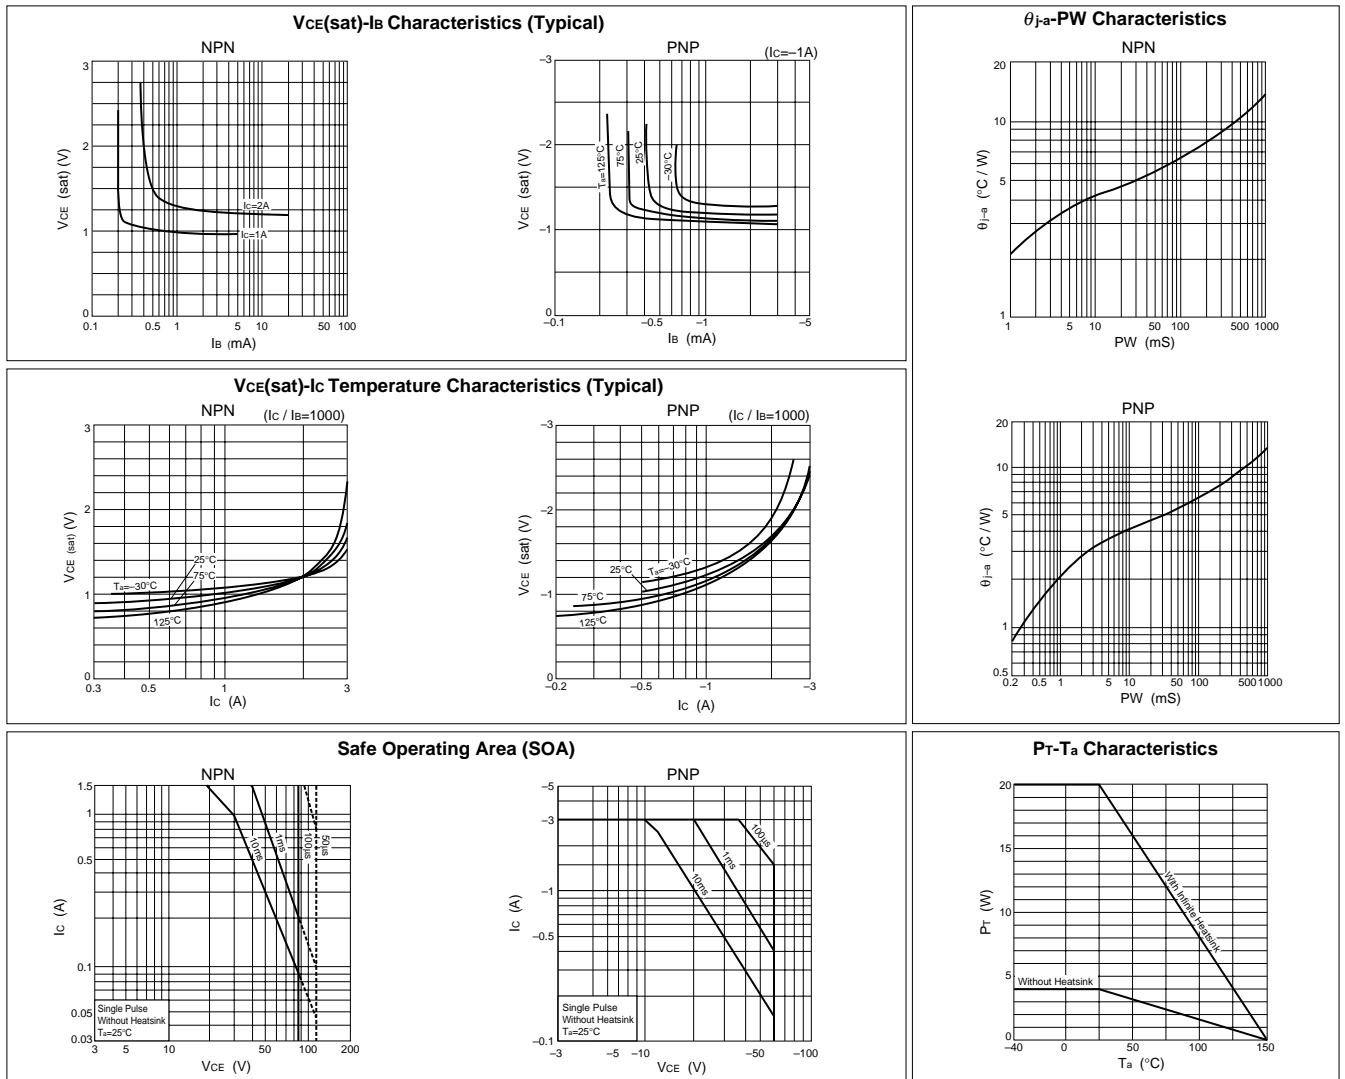 VCE(sat)-IB Characteristics (Typical)
NPN
3
2
1
0
0.1
0.5
1
5
10
50
100
VCE (sat) (V)
IB (mA)
IC=2A
IC=1A
PNP
(IC=–1A)
–3
–2
–1
0
–0.1
–0.5
–1
–5
VCE (sat) (V)
IB (mA)
Ta=125°C
75°C
25°C
–30°C
θj-a-PW Characteristics
NPN
20
10
5
1
1
5
10
50
100
500
1000
θj–a (°C / W)
PW (mS)
PNP
20
10
5
1
0.5
0.2
0.5
1
5
10
50
100
500
1000
θj–a (°C / W)
PW (mS)
VCE(sat)-IC Temperature Characteristics (Typical)
NPN
(IC / IB=1000)
3
2
1
0
0.3
0.5
1
3
VCE (sat) (V)
IC (A)
Ta=–30°C
25°C
75°C
125°C
PNP
(IC / IB=1000)
–3
–2
–1
0
–0.2
–0.5
–1
–3
VCE (sat) (V)
IC (A)
25°C
Ta=–30°C
75°C
125°C
Safe Operating Area (SOA)
NPN
1.5
1
0.5
0.1
0.05
0.03
3
5
10
50
100
200
IC (A)
VCE (V)
10ms
1ms
100µs
50µs
Single Pulse
Without Heatsink
Ta=25°C
PNP
–5
–3
–1
–0.5
–0.1
–3
–5
–10
–50
–100
IC (A)
VCE (V)
100µs
1ms
10ms
Single Pulse
Without Heatsink
Ta=25°C
PT-Ta Characteristics
20
15
10
5
0
–40
0
50
100
150
PT (W)
Ta (°C)
With Infinite Heatsink
Without Heatsink